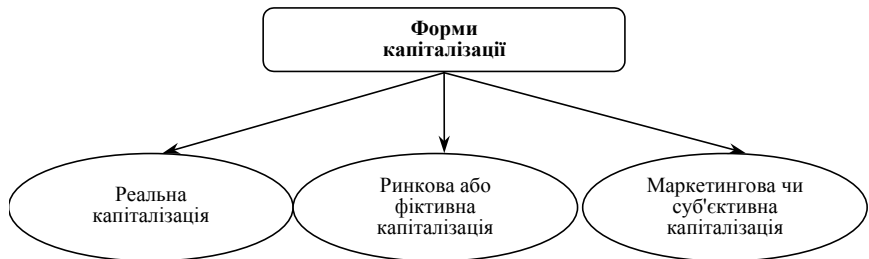 Форми
капіталізації
Реальна
капіталізація
Ринкова або
фіктивна
капіталізація
Маркетингова чи
суб'єктивна
капіталізація